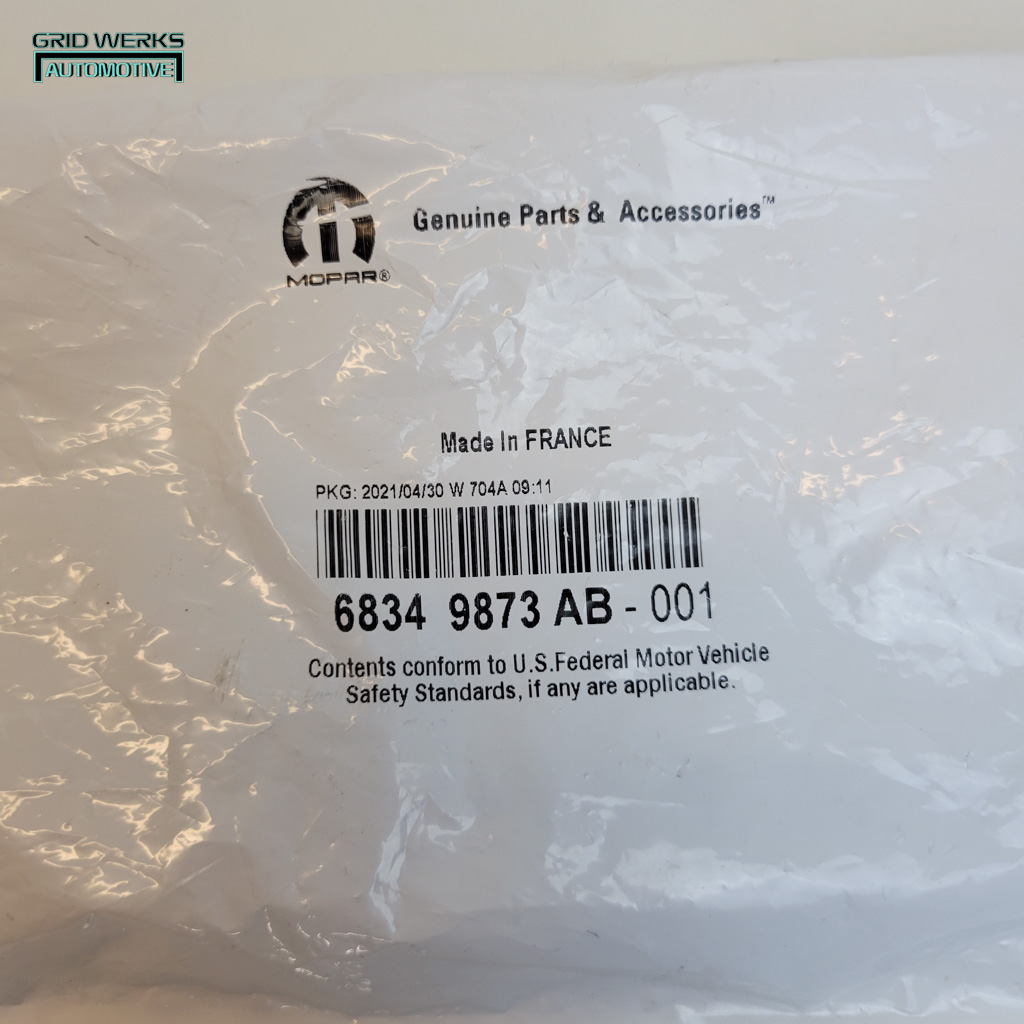 GRID WERKS
AUTOMOTIVE
Genuine Parts & Accessories™
MOPAR®
Made In FRANCE
PKG: 2021/04/30 W 704A 09:11
6834 9873 AB - 001
Contents conform to U.S.Federal Motor Vehicle
Safety Standards, if any are applicable.